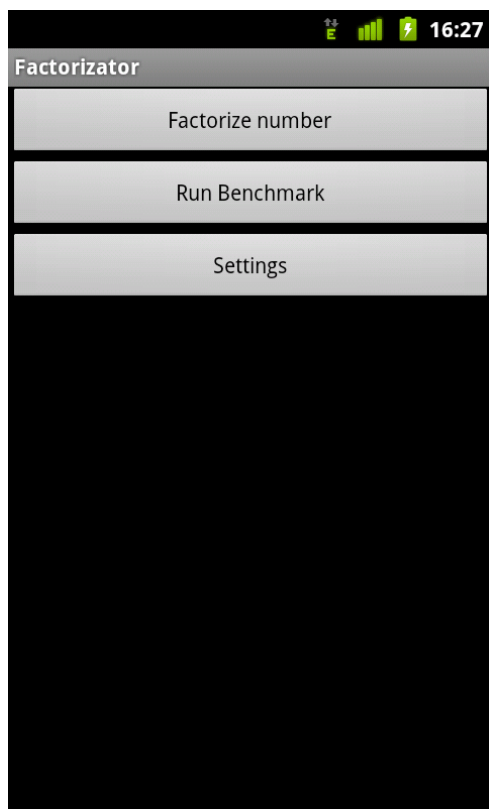 E 16:27
Factorizator
Factorize number
Run Benchmark
Settings